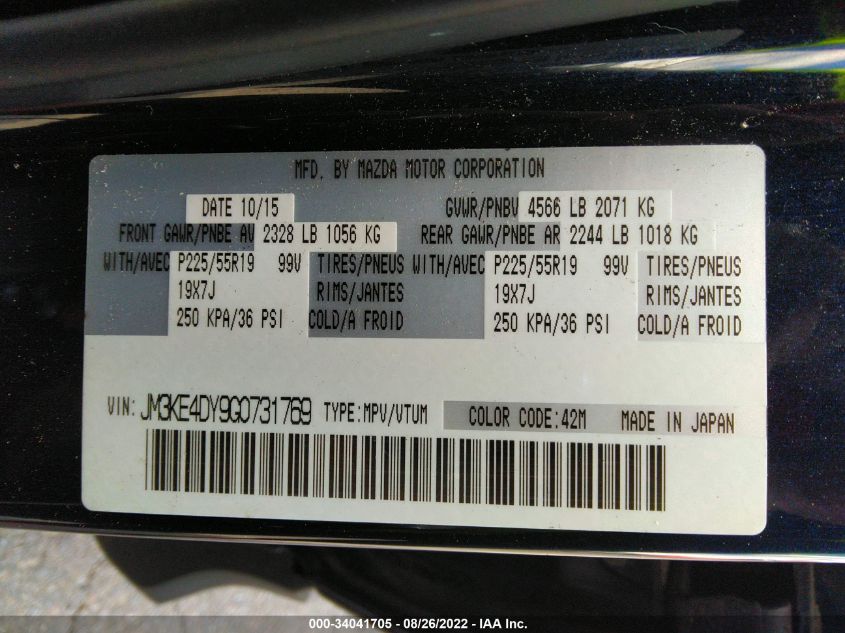 MFD. BY MAZDA MOTOR CORPORATION
DATE 10/15 GVWR/PNBV 4566 LB 2071 KG
FRONT GAWR/PNBE AV 2328 LB 1056 KG REAR GAWR/PNBE AR 2244 LB 1018 KG
WITH/AVEC P225/55R19 99V TIRES/PNEUS WITH/AVEC P225/55R19 99V TIRES/PNEUS
19X7J RIMS/JANTES 19X7J RIMS/JANTES
250 KPA/36 PSI COLD/A FROID 250 KPA/36 PSI COLD/A FROID
VIN: JM3KE4DY9G0731769 TYPE:MPV/VTUM COLOR CODE:42M MADE IN JAPAN
000-34041705 - 08/26/2022 - IAA Inc.